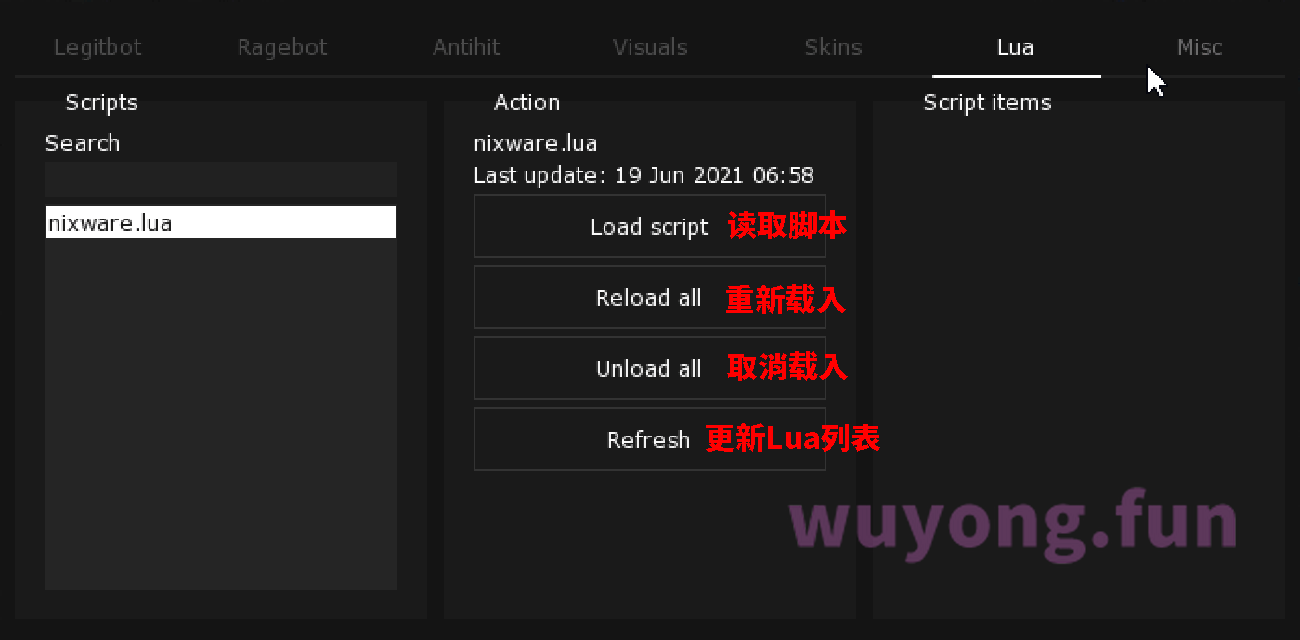 Legitbot Ragebot Antihit Visuals Skins Lua Misc
Scripts
Search
nixware.lua
Action
nixware.lua
Last update: 19 Jun 2021 06:58
Load script 读取脚本
Reload all 重新载入
Unload all 取消载入
Refresh 更新Lua列表
Script items
wuyong.fun